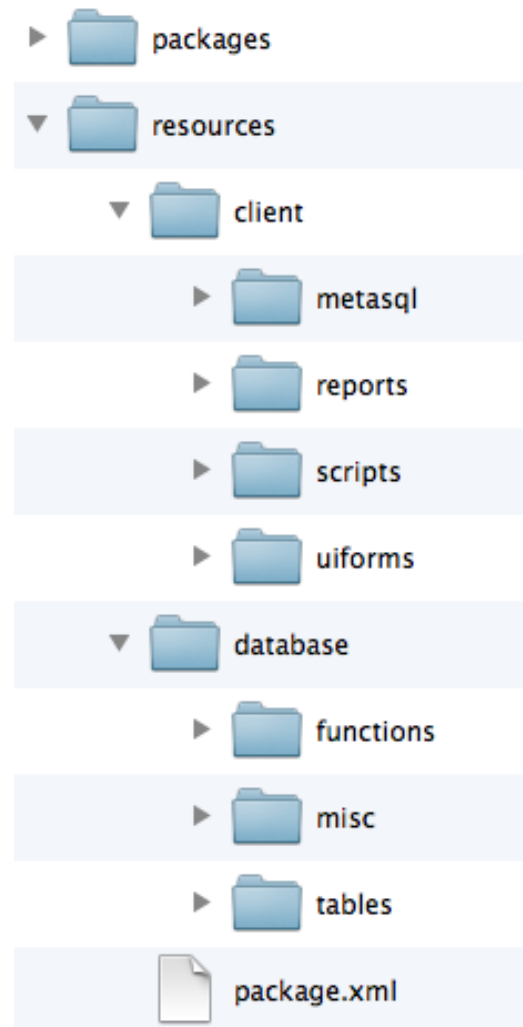 packages
resources
client
metasql
reports
scripts
uiforms
database
functions
misc
tables
package.xml